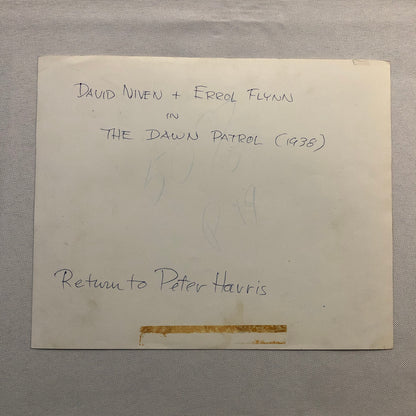 DAVID NIVEN + ERROL FLYNN
IN
THE DAWN PATROL (1938)
Return to Peter Harris